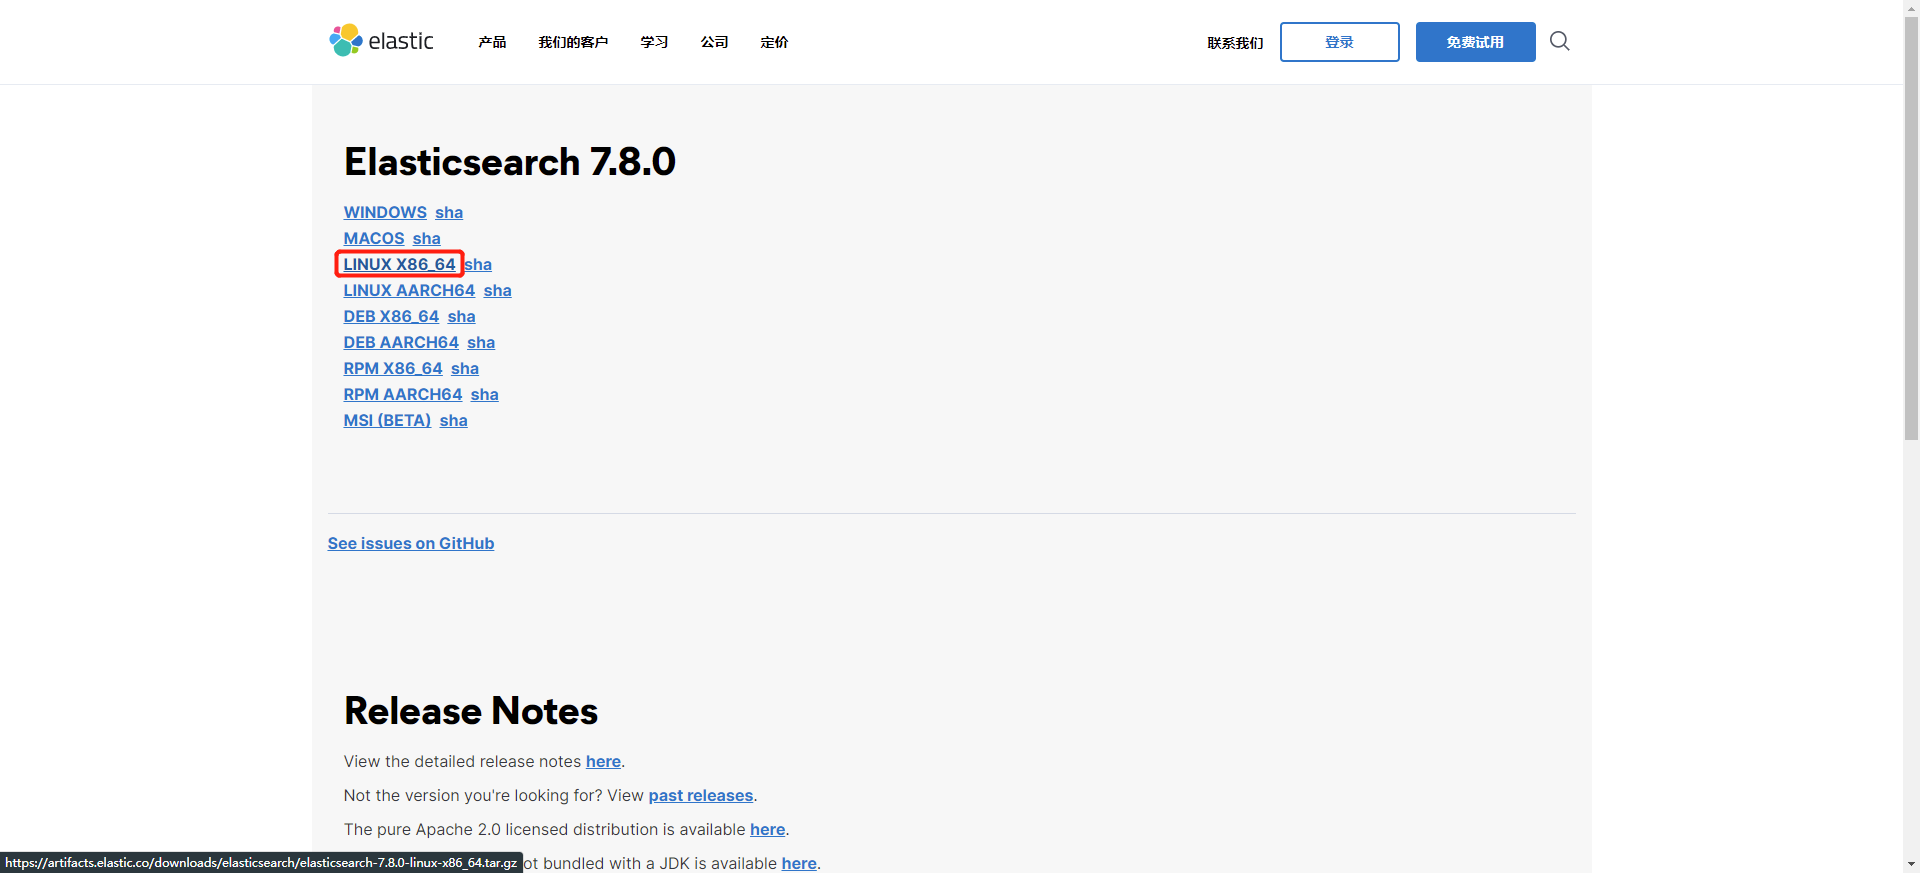 elastic 产品 我们的客户 学习 公司 定价 联系我们 登录 免费试用
Elasticsearch 7.8.0
WINDOWS sha
MACOS sha
LINUX X86_64 sha
LINUX AARCH64 sha
DEB X86_64 sha
DEB AARCH64 sha
RPM X86_64 sha
RPM AARCH64 sha
MSI (BETA) sha
See issues on GitHub
Release Notes
View the detailed release notes here.
Not the version you're looking for? View past releases.
The pure Apache 2.0 licensed distribution is available here.
https://artifacts.elastic.co/downloads/elasticsearch/elasticsearch-7.8.0-linux-x86_64.tar.gz ot bundled with a JDK is available here.